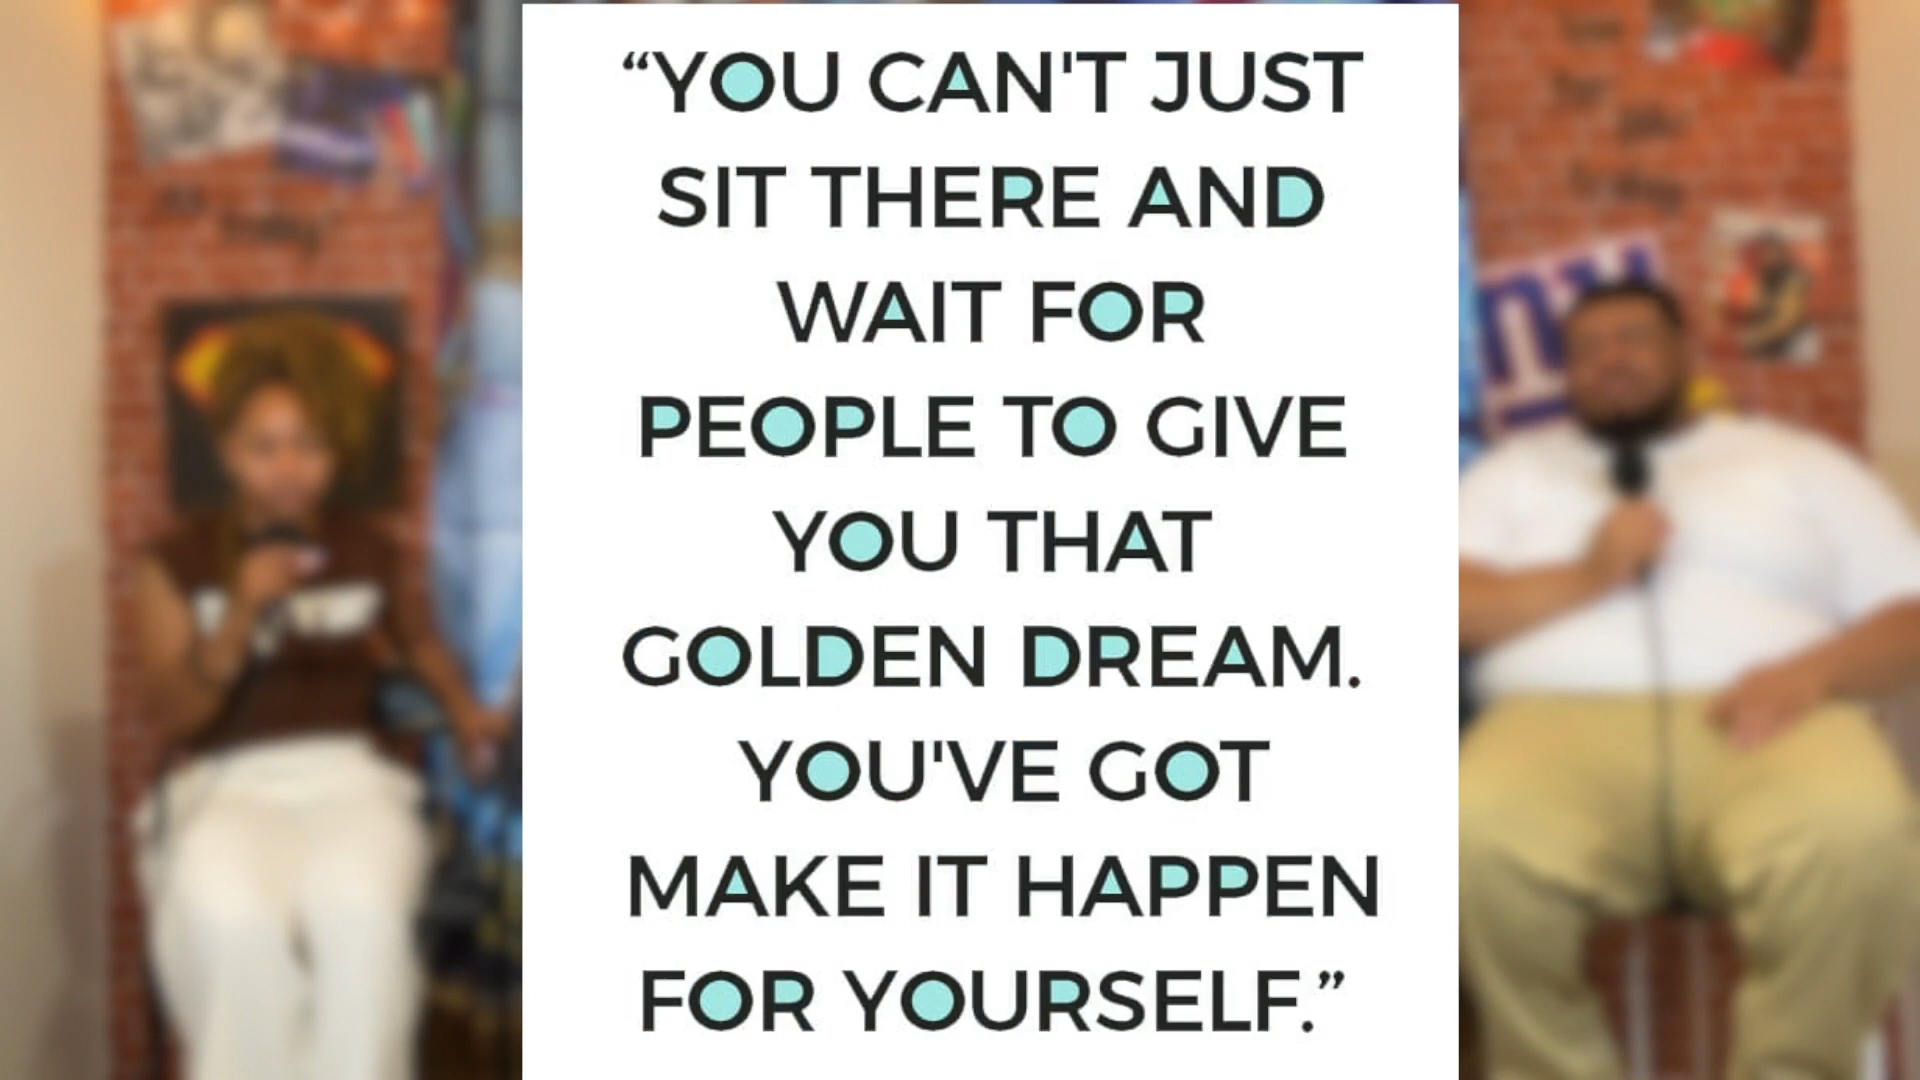 “YOU CAN'T JUST
SIT THERE AND
WAIT FOR
PEOPLE TO GIVE
YOU THAT
GOLDEN DREAM.
YOU'VE GOT
MAKE IT HAPPEN
FOR YOURSELF.”